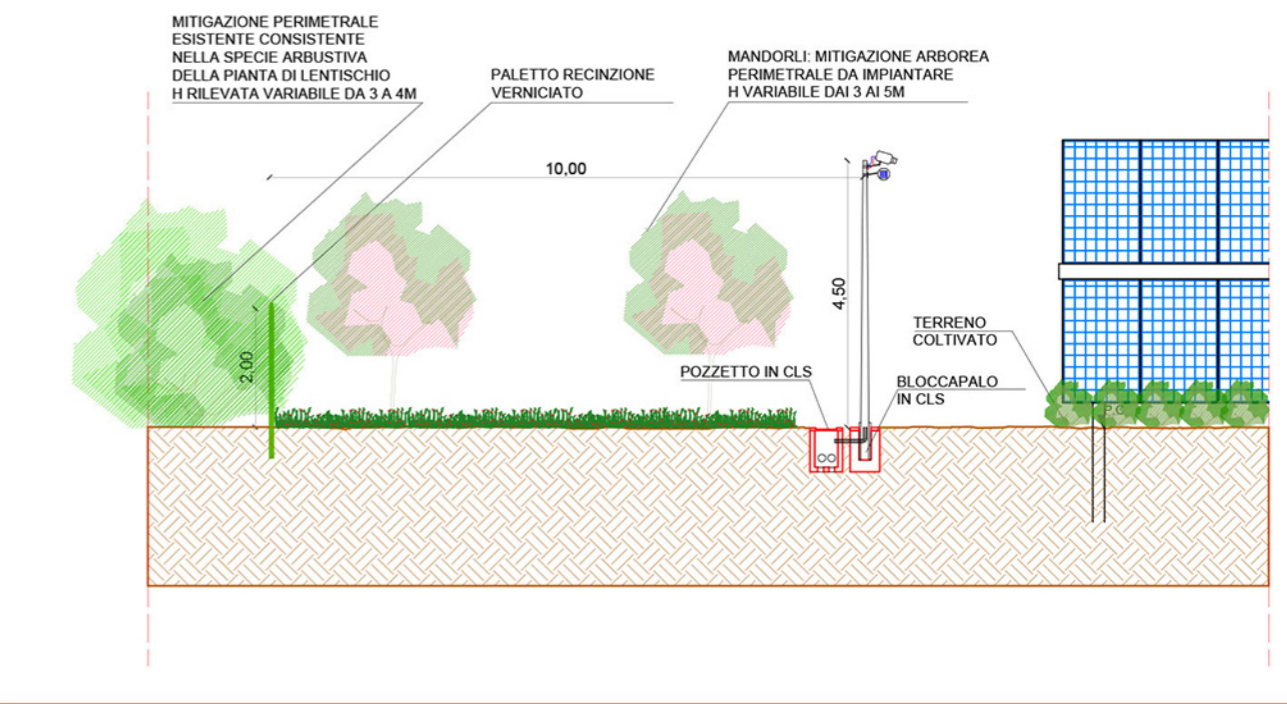 MITIGAZIONE PERIMETRALE
ESISTENTE CONSISTENTE
NELLA SPECIE ARBUSTIVA
DELLA PIANTA DI LENTISCHIO
H RILEVATA VARIABILE DA 3 A 4M
PALETTO RECINZIONE
VERNICIATO
MANDORLI: MITIGAZIONE ARBOREA
PERIMETRALE DA IMPIANTARE
H VARIABILE DAI 3 AI 5M
10,00
4,50
2,00
TERRENO
COLTIVATO
POZZETTO IN CLS
BLOCCAPALO
IN CLS